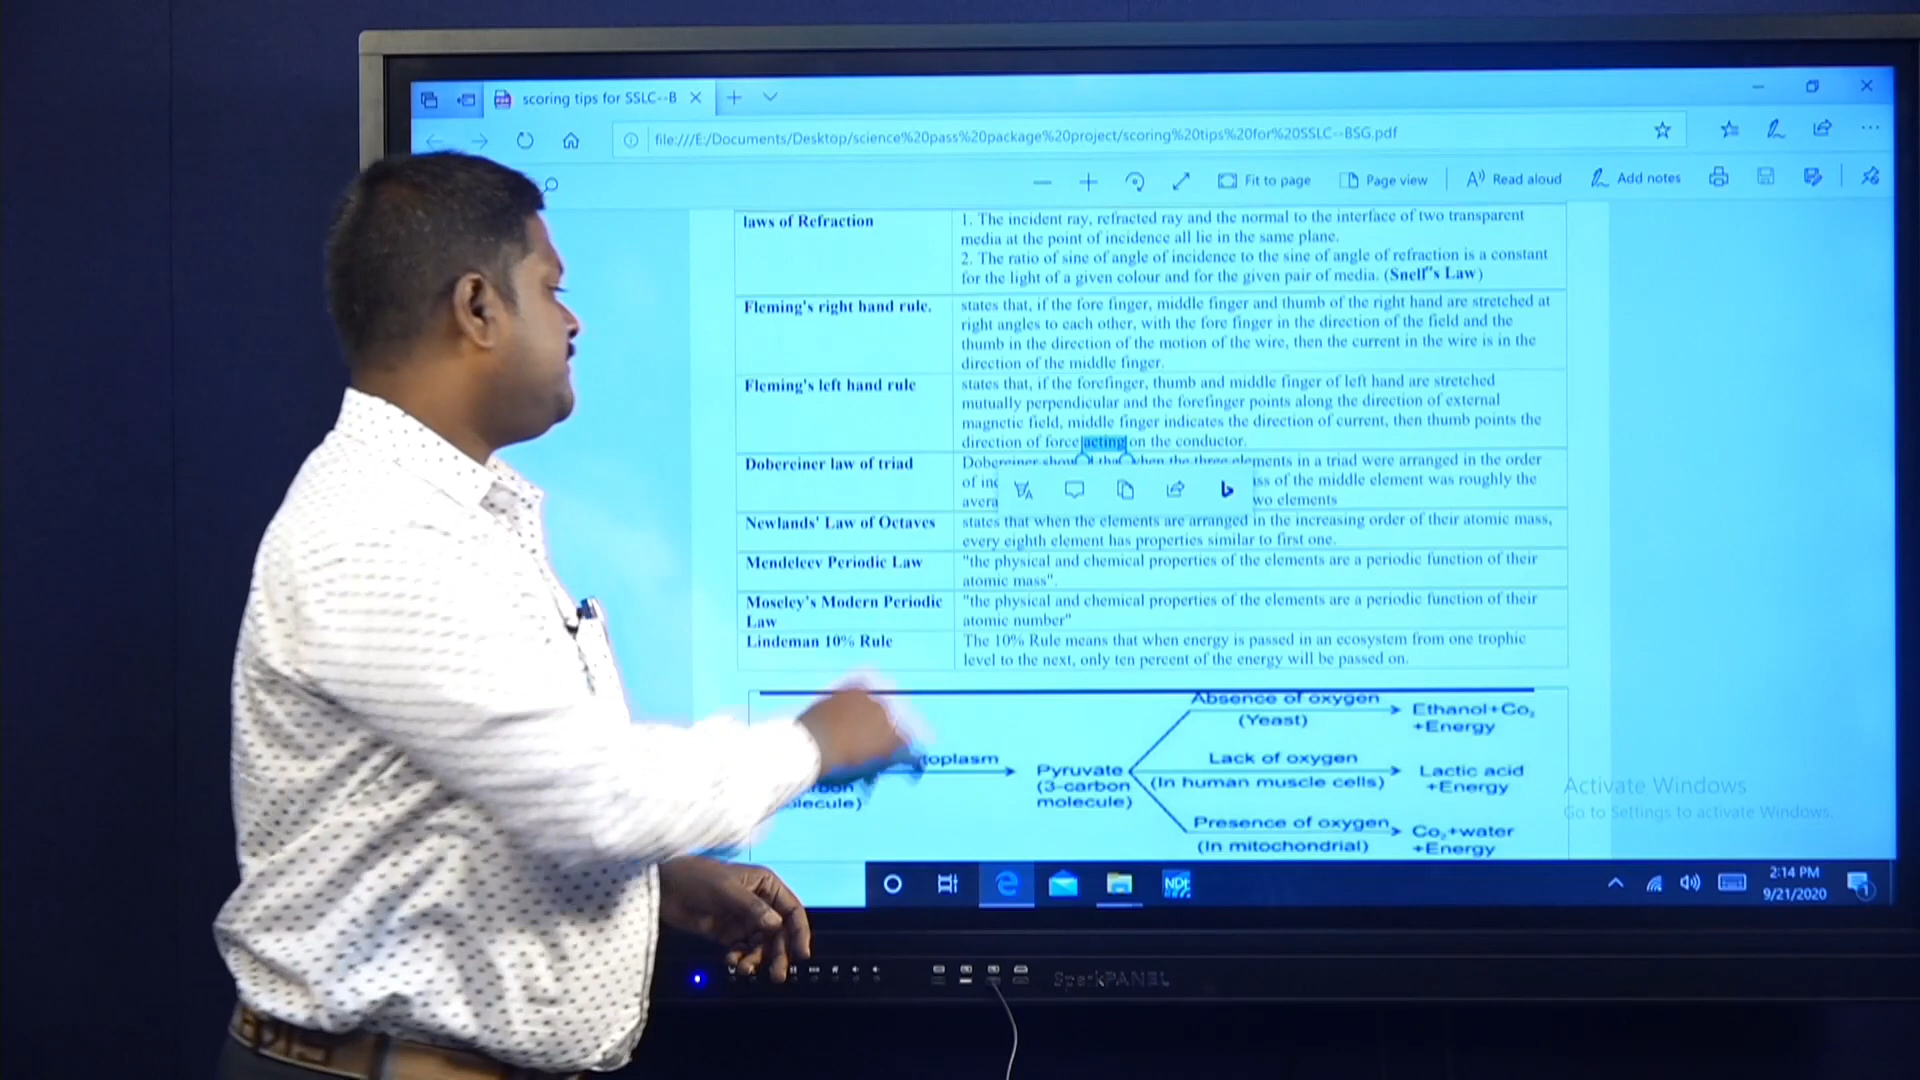 scoring tips for SSLC--B
file:///E:/Documents/Desktop/science%20pass%20package%20project/scoring%20tips%20for%20SSLC--BSG.pdf
Fit to page
Page view
Read aloud
Add notes
laws of Refraction
1. The incident ray, refracted ray and the normal to the interface of two transparent
media at the point of incidence all lie in the same plane.
2. The ratio of sine of angle of incidence to the sine of angle of refraction is a constant
for the light of a given colour and for the given pair of media. (Snell"s Law)
Fleming's right hand rule.
states that, if the fore finger, middle finger and thumb of the right hand are stretched at
right angles to each other, with the fore finger in the direction of the field and the
thumb in the direction of the motion of the wire, then the current in the wire is in the
direction of the middle finger.
Fleming's left hand rule
states that, if the forefinger, thumb and middle finger of left hand are stretched
mutually perpendicular and the forefinger points along the direction of external
magnetic field, middle finger indicates the direction of current, then thumb points the
direction of force acting on the conductor.
Dobereiner law of triad
Dobereiner that when the three elements in a triad were arranged in the order
of of the middle element was roughly the
elements
Newlands' Law of Octaves
states that when the elements are arranged in the increasing order of their atomic mass,
every eighth element has properties similar to first one.
Mendeleev Periodic Law
"the physical and chemical properties of the elements are a periodic function of their
atomic mass".
Moseley's Modern Periodic
Law
"the physical and chemical properties of the elements are a periodic function of their
atomic number"
Lindeman 10% Rule
The 10% Rule means that when energy is passed in an ecosystem from one trophic
level to the next, only ten percent of the energy will be passed on.
Absence of oxygen
(Yeast)
Ethanol+Co2
+Energy
toplasm
Pyruvate
(3-carbon
molecule)
Lack of oxygen
(In human muscle cells)
Lactic acid
+Energy
Presence of oxygen
(In mitochondrial)
Co2+water
+Energy
Activate Windows
Go to Settings to activate Windows.
2:14 PM
9/21/2020
SparkPANEL